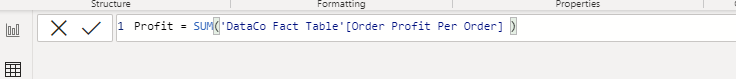 Structure Formatting Properties
1 Profit = SUM('DataCo Fact Table'[Order Profit Per Order] )